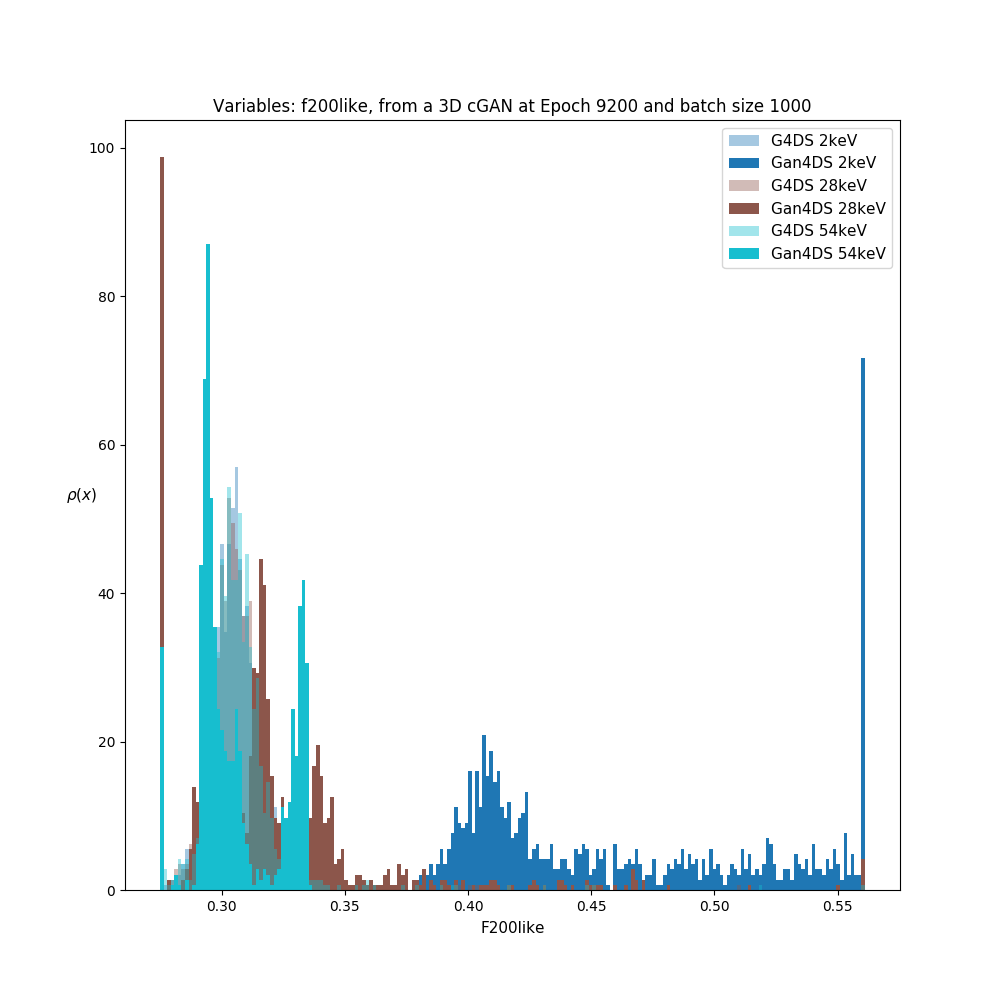 Variables: f200like, from a 3D cGAN at Epoch 9200 and batch size 1000
G4DS 2keV
Gan4DS 2keV
G4DS 28keV
Gan4DS 28keV
G4DS 54keV
Gan4DS 54keV
100
80
60
ρ(x)
40
20
0
0.30 0.35 0.40 0.45 0.50 0.55
F200like